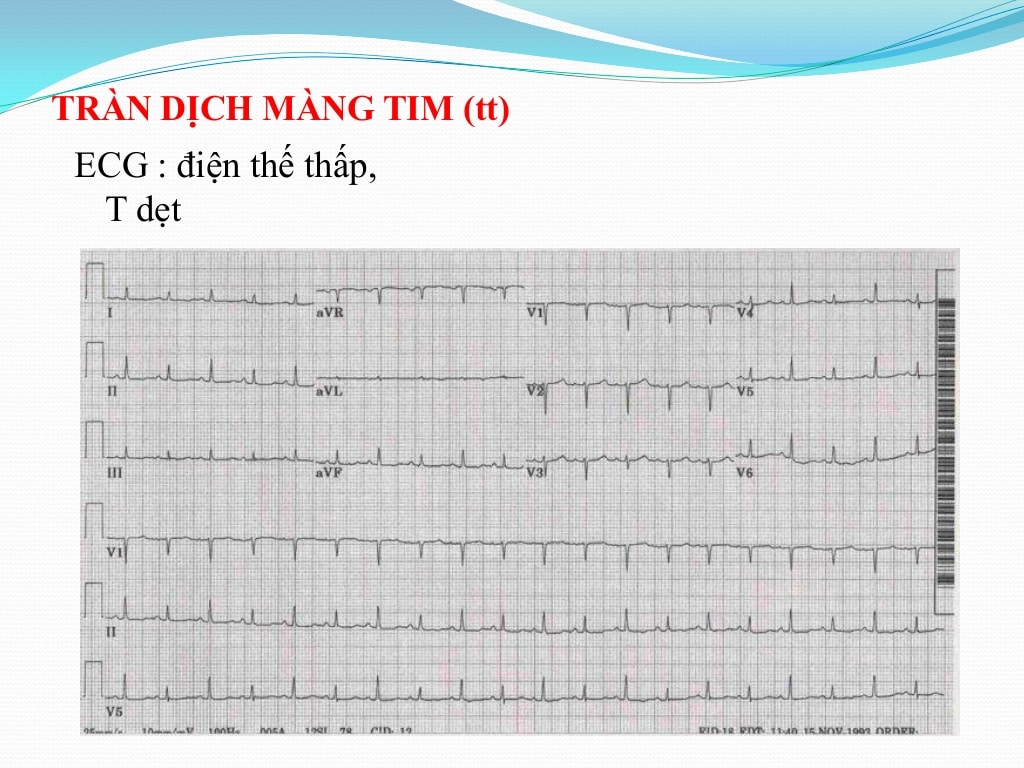 TRÀN DỊCH MÀNG TIM (tt)
ECG : điện thế thấp,
T dẹt
I aVR V1 V4
II aVL V2 V5
III aVF V3 V6
V1
II
V5
25mm/s 10mm/mV 100Hz 005A 12SL 78 CID: 12 EID:18 EDT: 11:40 15 NOV 1993 ORDER: